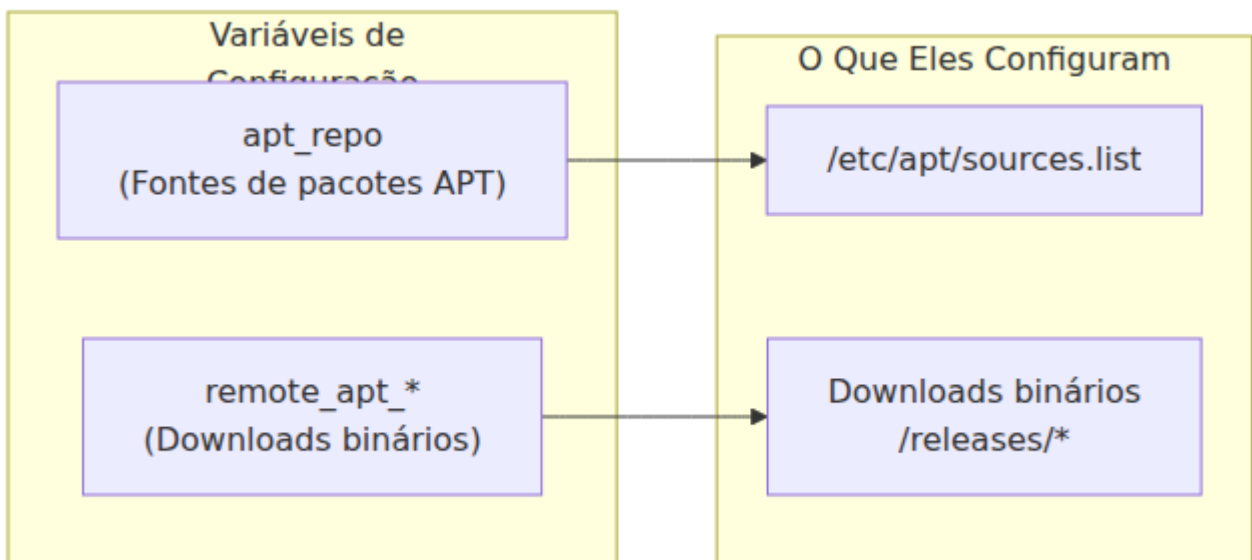 Variáveis de
Configuração
apt_repo
(Fontes de pacotes APT)
remote_apt_*
(Downloads binários)
O Que Eles Configuram
/etc/apt/sources.list
Downloads binários
/releases/*